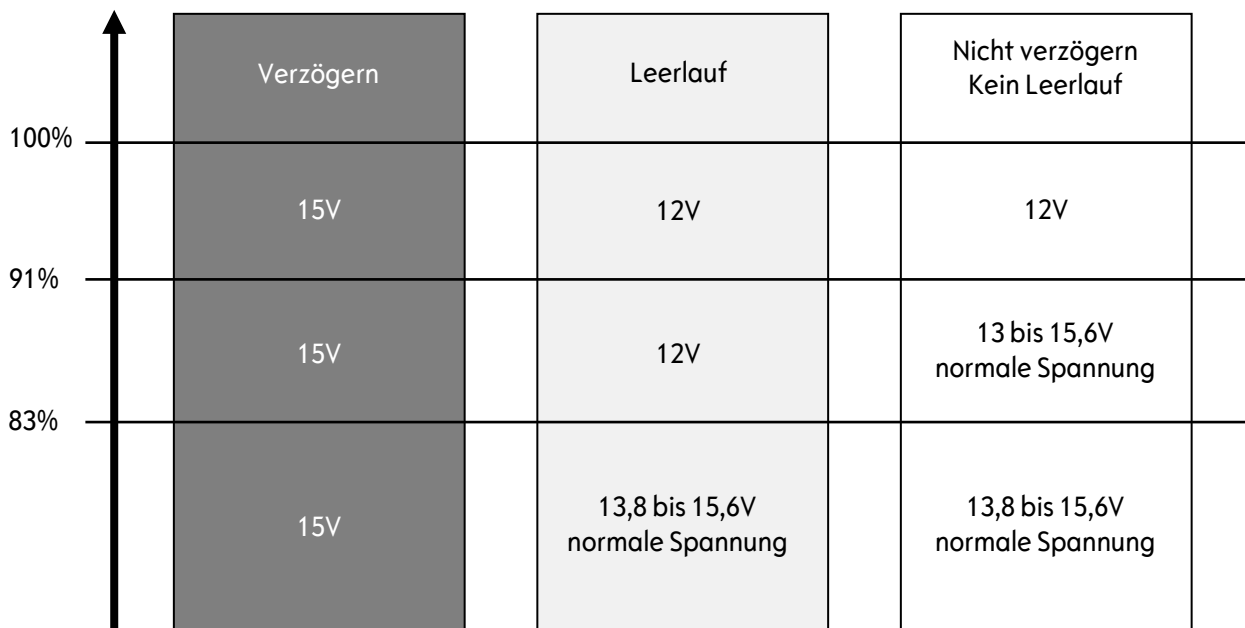 Verzögern
Leerlauf
Nicht verzögern
Kein Leerlauf
100%
15V
12V
12V
91%
15V
12V
13 bis 15,6V
normale Spannung
83%
15V
13,8 bis 15,6V
normale Spannung
13,8 bis 15,6V
normale Spannung